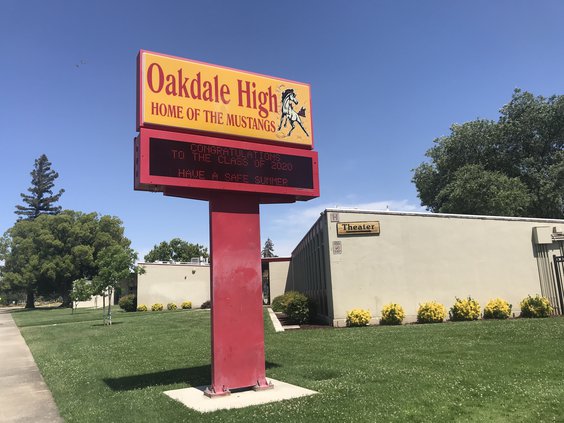 Oakdale High
HOME OF THE MUSTANGS
CONGRATULATIONS
TO THE CLASS OF 2020
HAVE A SAFE SUMMER
Theater
H